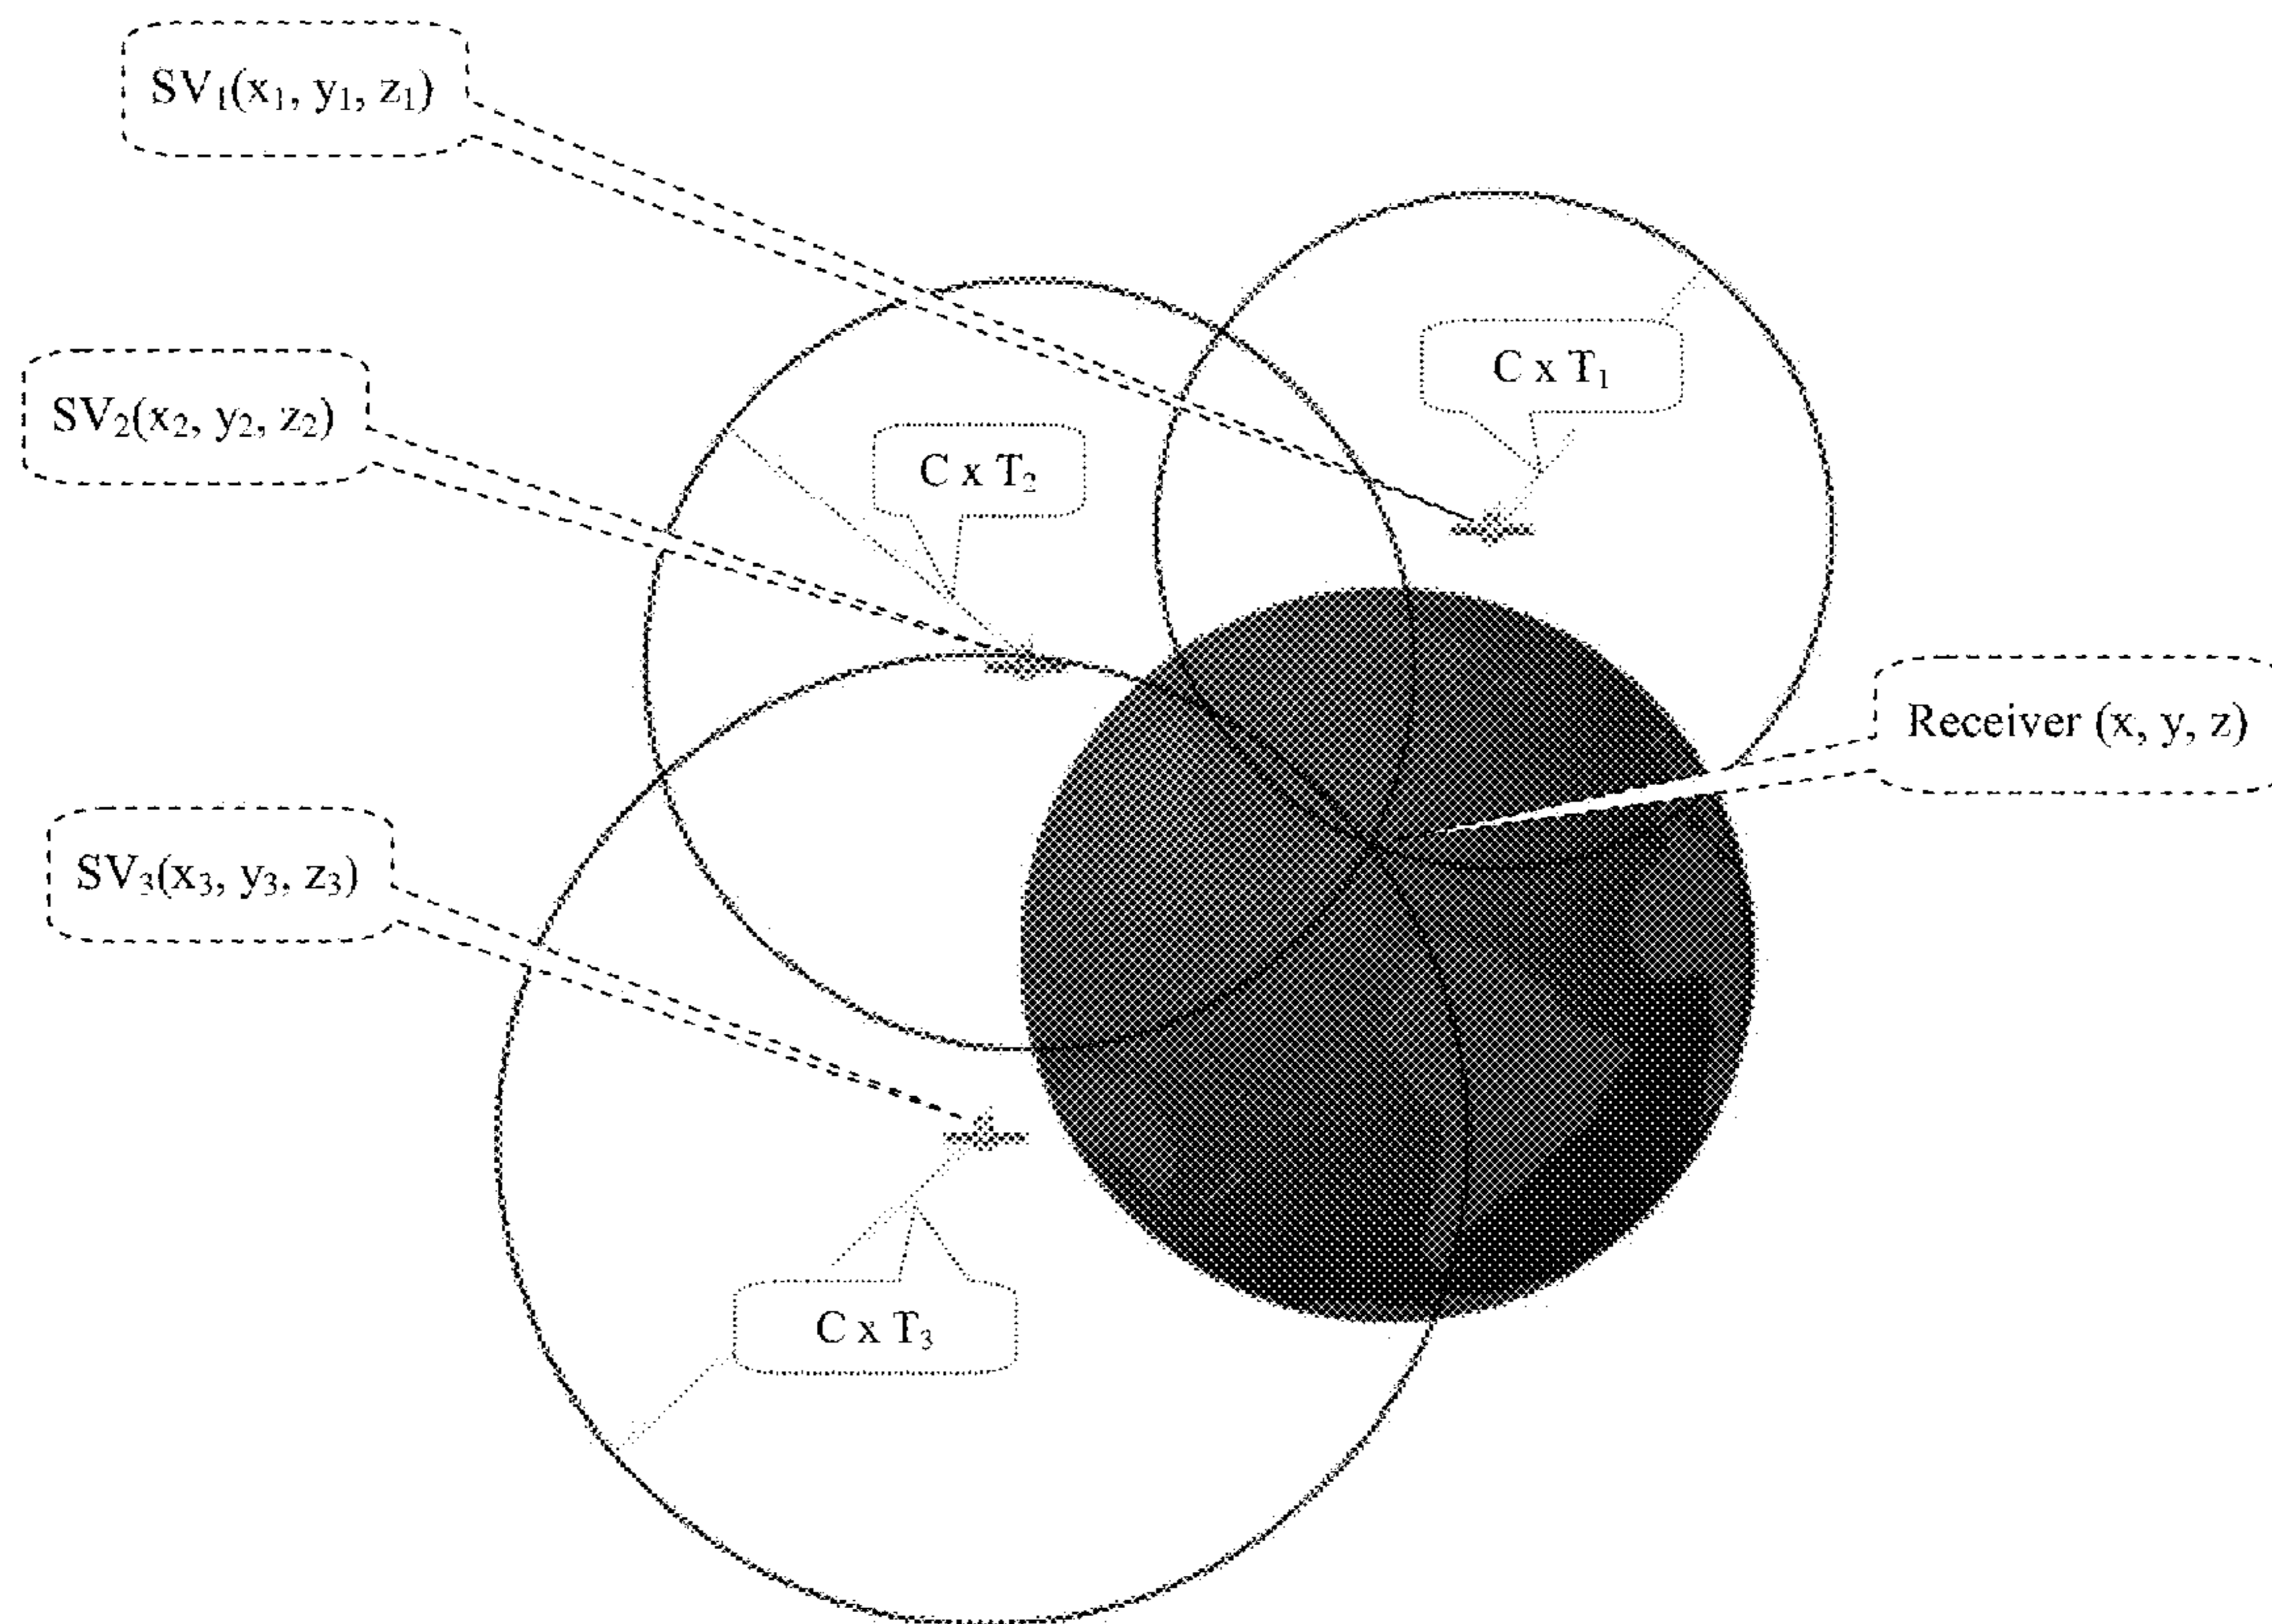 SV₁(x₁, y₁, z₁)
C x T₁
SV₂(x₂, y₂, z₂)
C x T₂
Receiver (x, y, z)
SV₃(x₃, y₃, z₃)
C x T₃